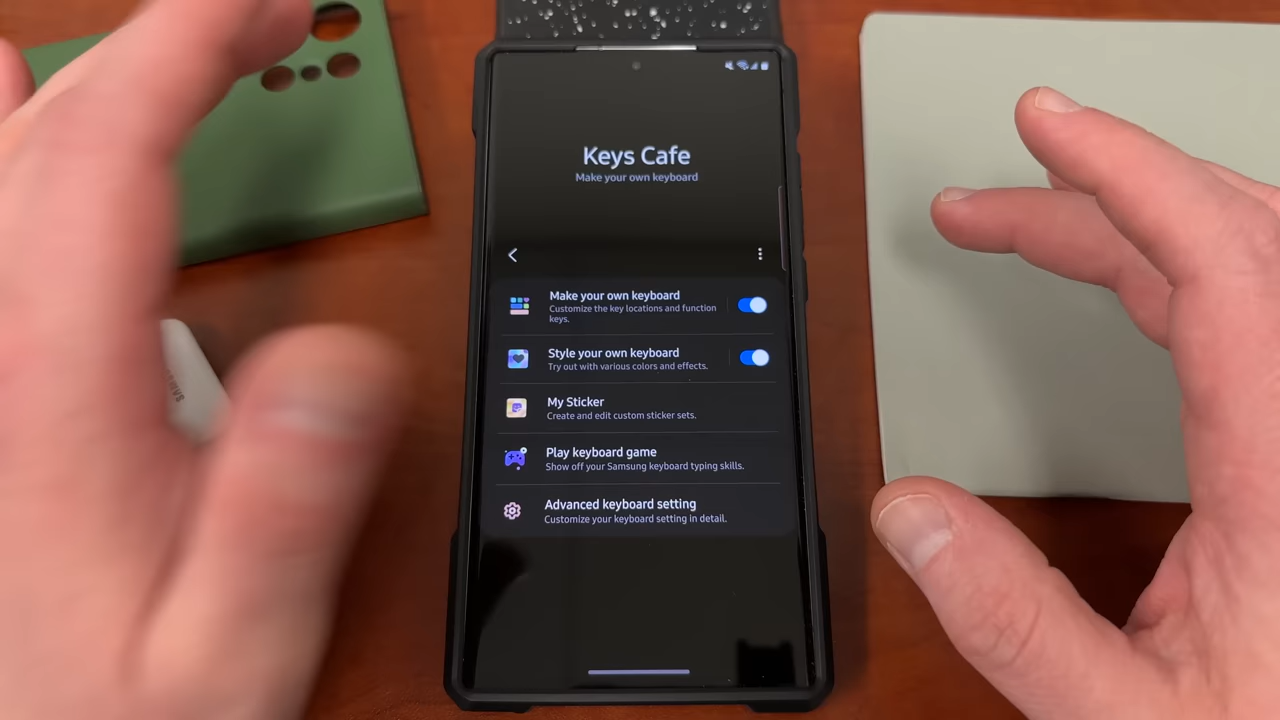 Keys Cafe
Make your own keyboard
Make your own keyboard
Customize the key locations and function
keys.
Style your own keyboard
Try out with various colors and effects.
My Sticker
Create and edit custom sticker sets.
Play keyboard game
Show off your Samsung keyboard typing skills.
Advanced keyboard setting
Customize your keyboard setting in detail.